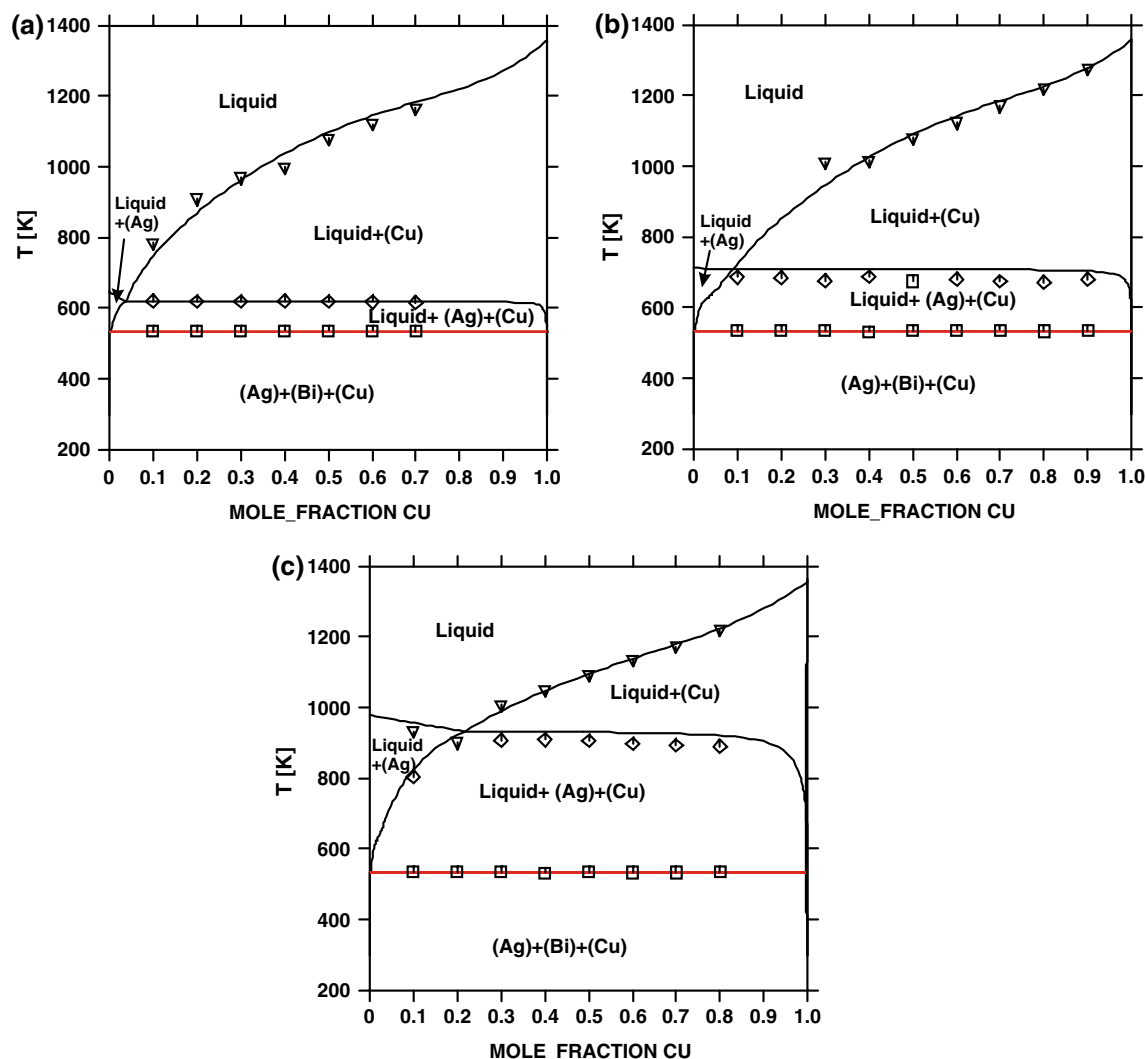 (a)
1400
1200
1000
800
600
400
200
T [K]
Liquid
Liquid
+(Ag)
Liquid+(Cu)
Liquid+ (Ag)+(Cu)
(Ag)+(Bi)+(Cu)
0 0.1 0.2 0.3 0.4 0.5 0.6 0.7 0.8 0.9 1.0
MOLE_FRACTION CU
(b)
1400
1200
1000
800
600
400
200
T [K]
Liquid
Liquid
+(Ag)
Liquid+(Cu)
Liquid+ (Ag)+(Cu)
(Ag)+(Bi)+(Cu)
0 0.1 0.2 0.3 0.4 0.5 0.6 0.7 0.8 0.9 1.0
MOLE_FRACTION CU
(c)
1400
1200
1000
800
600
400
200
T [K]
Liquid
Liquid+(Cu)
Liquid
+(Ag)
Liquid+ (Ag)+(Cu)
(Ag)+(Bi)+(Cu)
0 0.1 0.2 0.3 0.4 0.5 0.6 0.7 0.8 0.9 1.0
MOLE_FRACTION CU